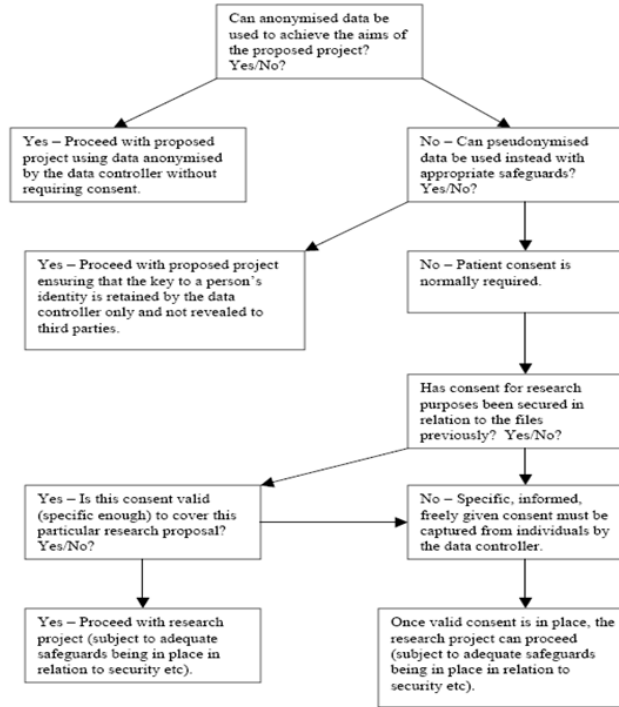 Can anonymised data be
used to achieve the aims of
the proposed project?
Yes/No?
Yes – Proceed with proposed
project using data anonymised
by the data controller without
requiring consent.
No – Can pseudonymised
data be used instead with
appropriate safeguards?
Yes/No?
Yes – Proceed with proposed project
ensuring that the key to a person's
identity is retained by the data
controller only and not revealed to
third parties.
No – Patient consent is
normally required.
Has consent for research
purposes been secured in
relation to the files
previously? Yes/No?
Yes – Is this consent valid
(specific enough) to cover this
particular research proposal?
Yes/No?
No – Specific, informed,
freely given consent must be
captured from individuals by
the data controller.
Yes – Proceed with research
project (subject to adequate
safeguards being in place in
relation to security etc).
Once valid consent is in place, the
research project can proceed
(subject to adequate safeguards
being in place in relation to
security etc).